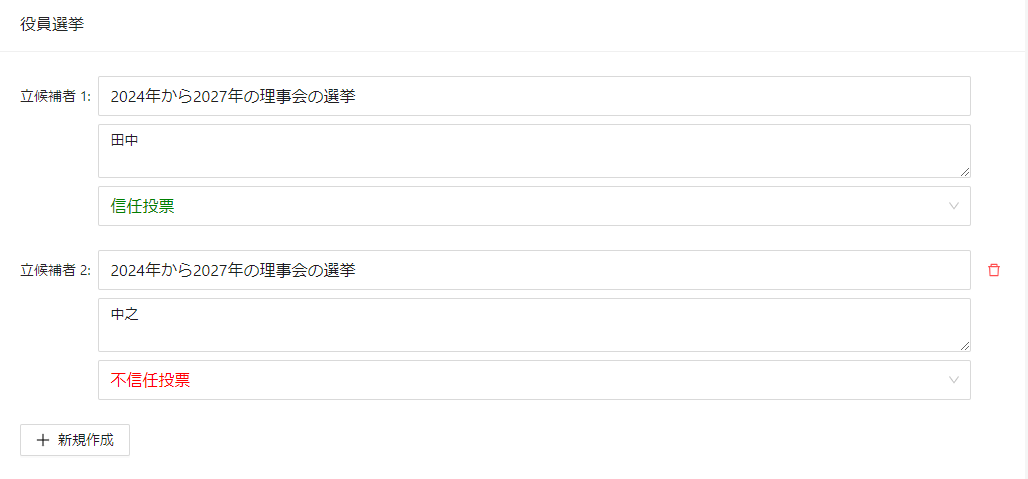 役員選挙
立候補者 1:
2024年から2027年の理事会の選挙
田中
信任投票
立候補者 2:
2024年から2027年の理事会の選挙
中之
不信任投票
新規作成